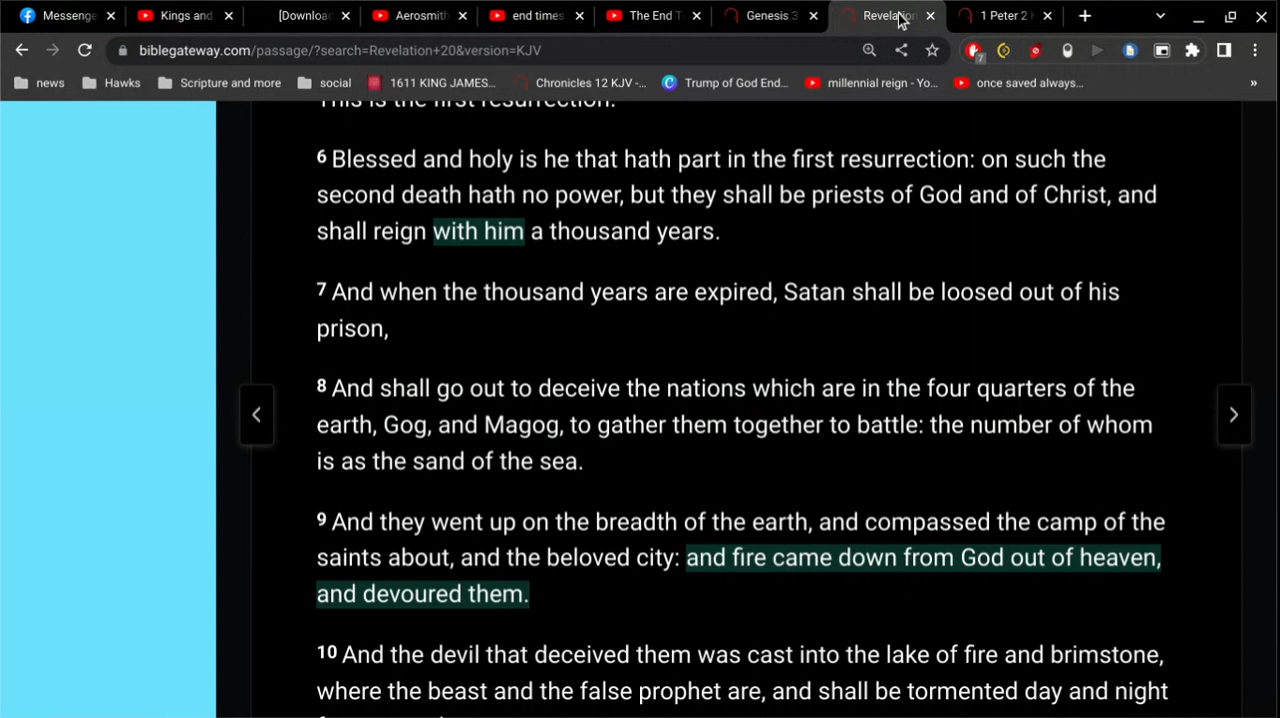 Messenge
Kings and
[Downloac
Aerosmith
end times
The End T
Genesis 3
Revelation
1 Peter 2
biblegateway.com/passage/?search=Revelation+20&version=KJV
7
news
Hawks
Scripture and more
social
1611 KING JAMES...
Chronicles 12 KJV -...
Trump of God End...
millennial reign - Yo...
once saved always...
»
This is the first resurrection.
6 Blessed and holy is he that hath part in the first resurrection: on such the
second death hath no power, but they shall be priests of God and of Christ, and
shall reign with him a thousand years.
7 And when the thousand years are expired, Satan shall be loosed out of his
prison,
8 And shall go out to deceive the nations which are in the four quarters of the
earth, Gog, and Magog, to gather them together to battle: the number of whom
is as the sand of the sea.
9 And they went up on the breadth of the earth, and compassed the camp of the
saints about, and the beloved city: and fire came down from God out of heaven,
and devoured them.
10 And the devil that deceived them was cast into the lake of fire and brimstone,
where the beast and the false prophet are, and shall be tormented day and night